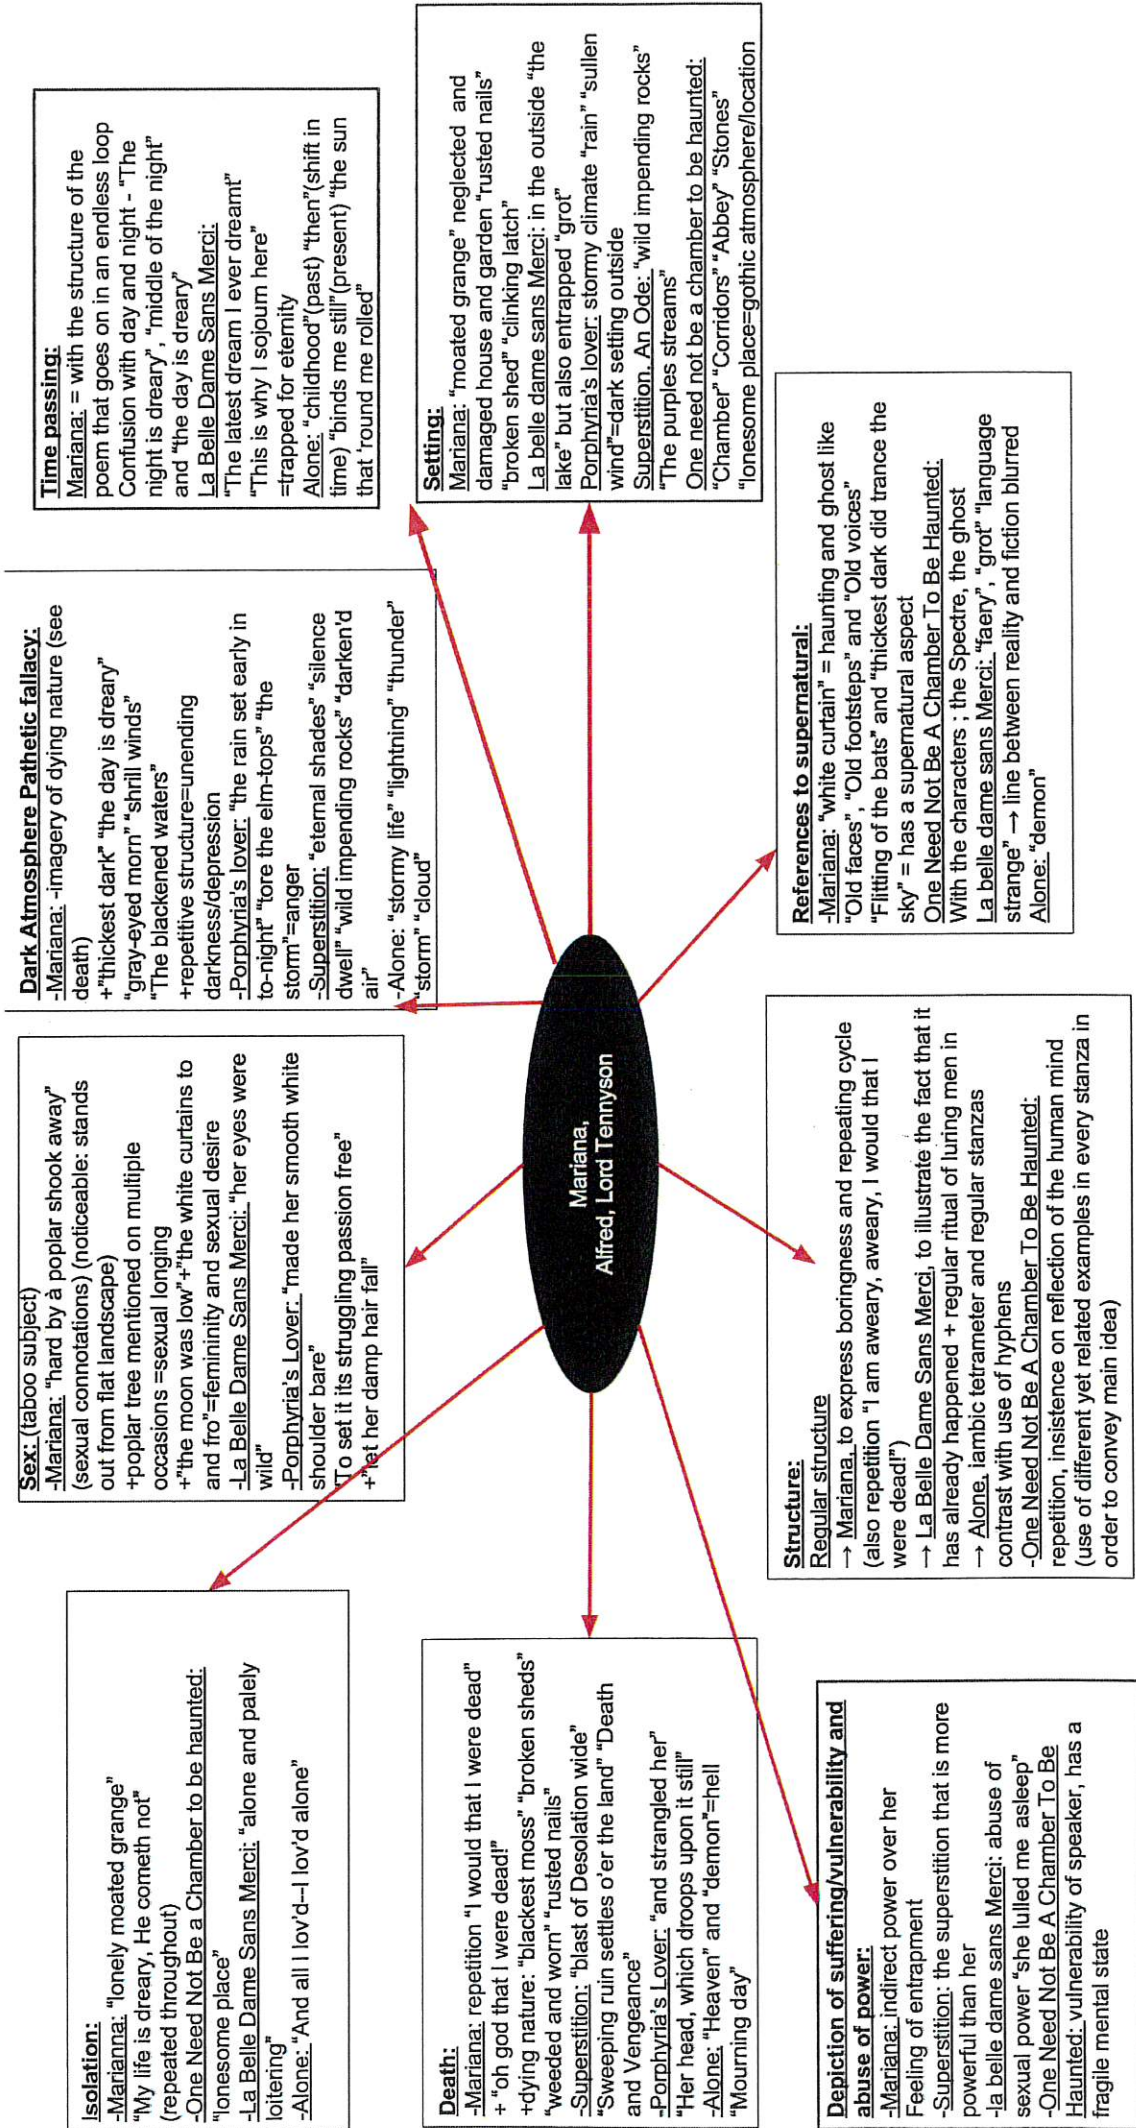 Isolation:
-Marianna: “lonely moated grange”
“My life is dreary, He cometh not”
(repeated throughout)
-One Need Not Be a Chamber to be haunted:
“lonesome place”
-La Belle Dame Sans Merci: “alone and palely
loitering”
-Alone: “And all I lov’d--I lov’d alone”
Sex: (taboo subject)
-Mariana: “hard by à poplar shook away”
(sexual connotations) (noticeable: stands
out from flat landscape)
+poplar tree mentioned on multiple
occasions =sexual longing
+”the moon was low”+”the white curtains to
and fro”=femininity and sexual desire
-La Belle Dame Sans Merci: “her eyes were
wild”
-Porphyria’s Lover: “made her smooth white
shoulder bare”
“To set it its struggling passion free”
+”let her damp hair fall”
Dark Atmosphere Pathetic fallacy:
-Mariana: -imagery of dying nature (see
death)
+”thickest dark” “the day is dreary”
“gray-eyed morn” “shrill winds”
“The blackened waters”
+repetitive structure=unending
darkness/depression
-Porphyria’s lover: “the rain set early in
to-night” “tore the elm-tops” “the
storm”=anger
-Superstition: “eternal shades” “silence
dwell” “wild impending rocks” “darken’d
air”
-Alone: “stormy life” “lightning” “thunder”
“storm” “cloud”
Time passing:
Mariana: = with the structure of the
poem that goes on in an endless loop
Confusion with day and night - “The
night is dreary”, “middle of the night”
and “the day is dreary”
La Belle Dame Sans Merci:
“The latest dream I ever dreamt”
“This is why I sojourn here”
=trapped for eternity
Alone: “childhood”(past) “then”(shift in
time) “binds me still”(present) “the sun
that ’round me rolled”
Death:
-Mariana: repetition “I would that I were dead”
+ “oh god that I were dead!”
+dying nature: “blackest moss” “broken sheds”
“weeded and worn” “rusted nails”
-Superstition: “blast of Desolation wide”
“Sweeping ruin settles o’er the land” “Death
and Vengeance”
-Porphyria’s Lover: “and strangled her”
“Her head, which droops upon it still”
-Alone: “Heaven” and “demon”=hell
“Mourning day”
Mariana,
Alfred, Lord Tennyson
Setting:
Mariana: “moated grange” neglected and
damaged house and garden “rusted nails”
“broken shed” “clinking latch”
La belle dame sans Merci: in the outside “the
lake” but also entrapped “grot”
Porphyria’s lover: stormy climate “rain” “sullen
wind”=dark setting outside
Superstition. An Ode: “wild impending rocks”
“The purples streams”
One need not be a chamber to be haunted:
“Chamber” “Corridors” “Abbey” “Stones”
“lonesome place=gothic atmosphere/location
Depiction of suffering/vulnerability and
abuse of power:
-Mariana: indirect power over her
Feeling of entrapment
-Superstition: the superstition that is more
powerful than her
-la belle dame sans Merci: abuse of
sexual power “she lulled me asleep”
-One Need Not Be A Chamber To Be
Haunted: vulnerability of speaker, has a
fragile mental state
Structure:
Regular structure
→ Mariana, to express boringness and repeating cycle
(also repetition “I am aweary, aweary, I would that I
were dead!”)
→ La Belle Dame Sans Merci, to illustrate the fact that it
has already happened + regular ritual of luring men in
→ Alone, Iambic tetrameter and regular stanzas
contrast with use of hyphens
-One Need Not Be A Chamber To Be Haunted:
repetition, insistence on reflection of the human mind
(use of different yet related examples in every stanza in
order to convey main idea)
References to supernatural:
-Mariana: “white curtain” = haunting and ghost like
“Old faces”, “Old footsteps” and “Old voices”
“Flitting of the bats” and “thickest dark did trance the
sky” = has a supernatural aspect
One Need Not Be A Chamber To Be Haunted:
With the characters ; the Spectre, the ghost
La belle dame sans Merci: “faery”, “grot” “language
strange” → line between reality and fiction blurred
Alone: “demon”